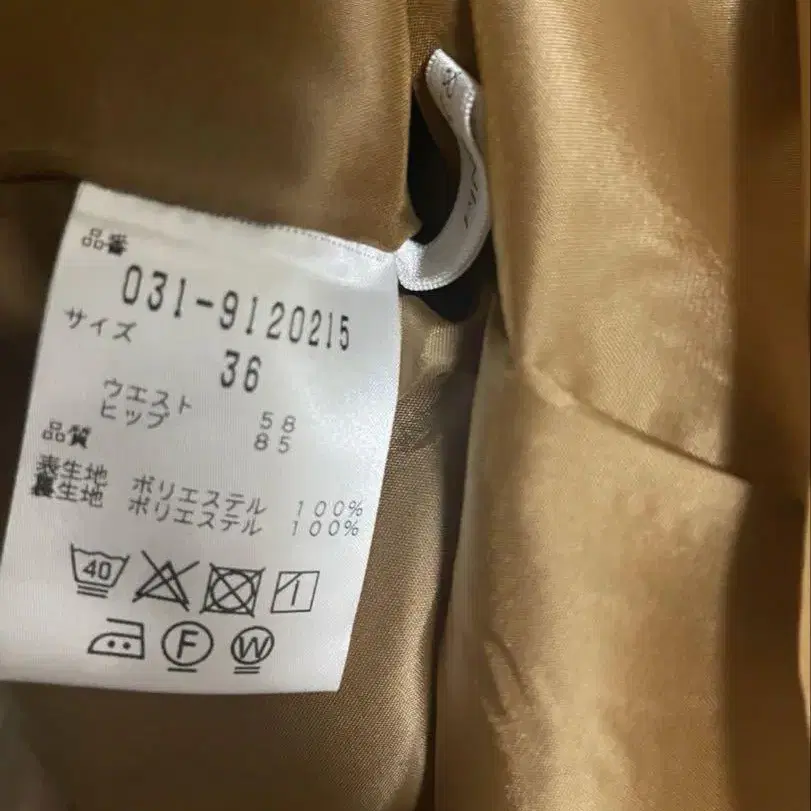 品番
031-9120215
サイズ
36
ウエスト 58
ヒップ 85
品質
表生地 ポリエステル 100%
裏生地 ポリエステル 100%
40
F
W